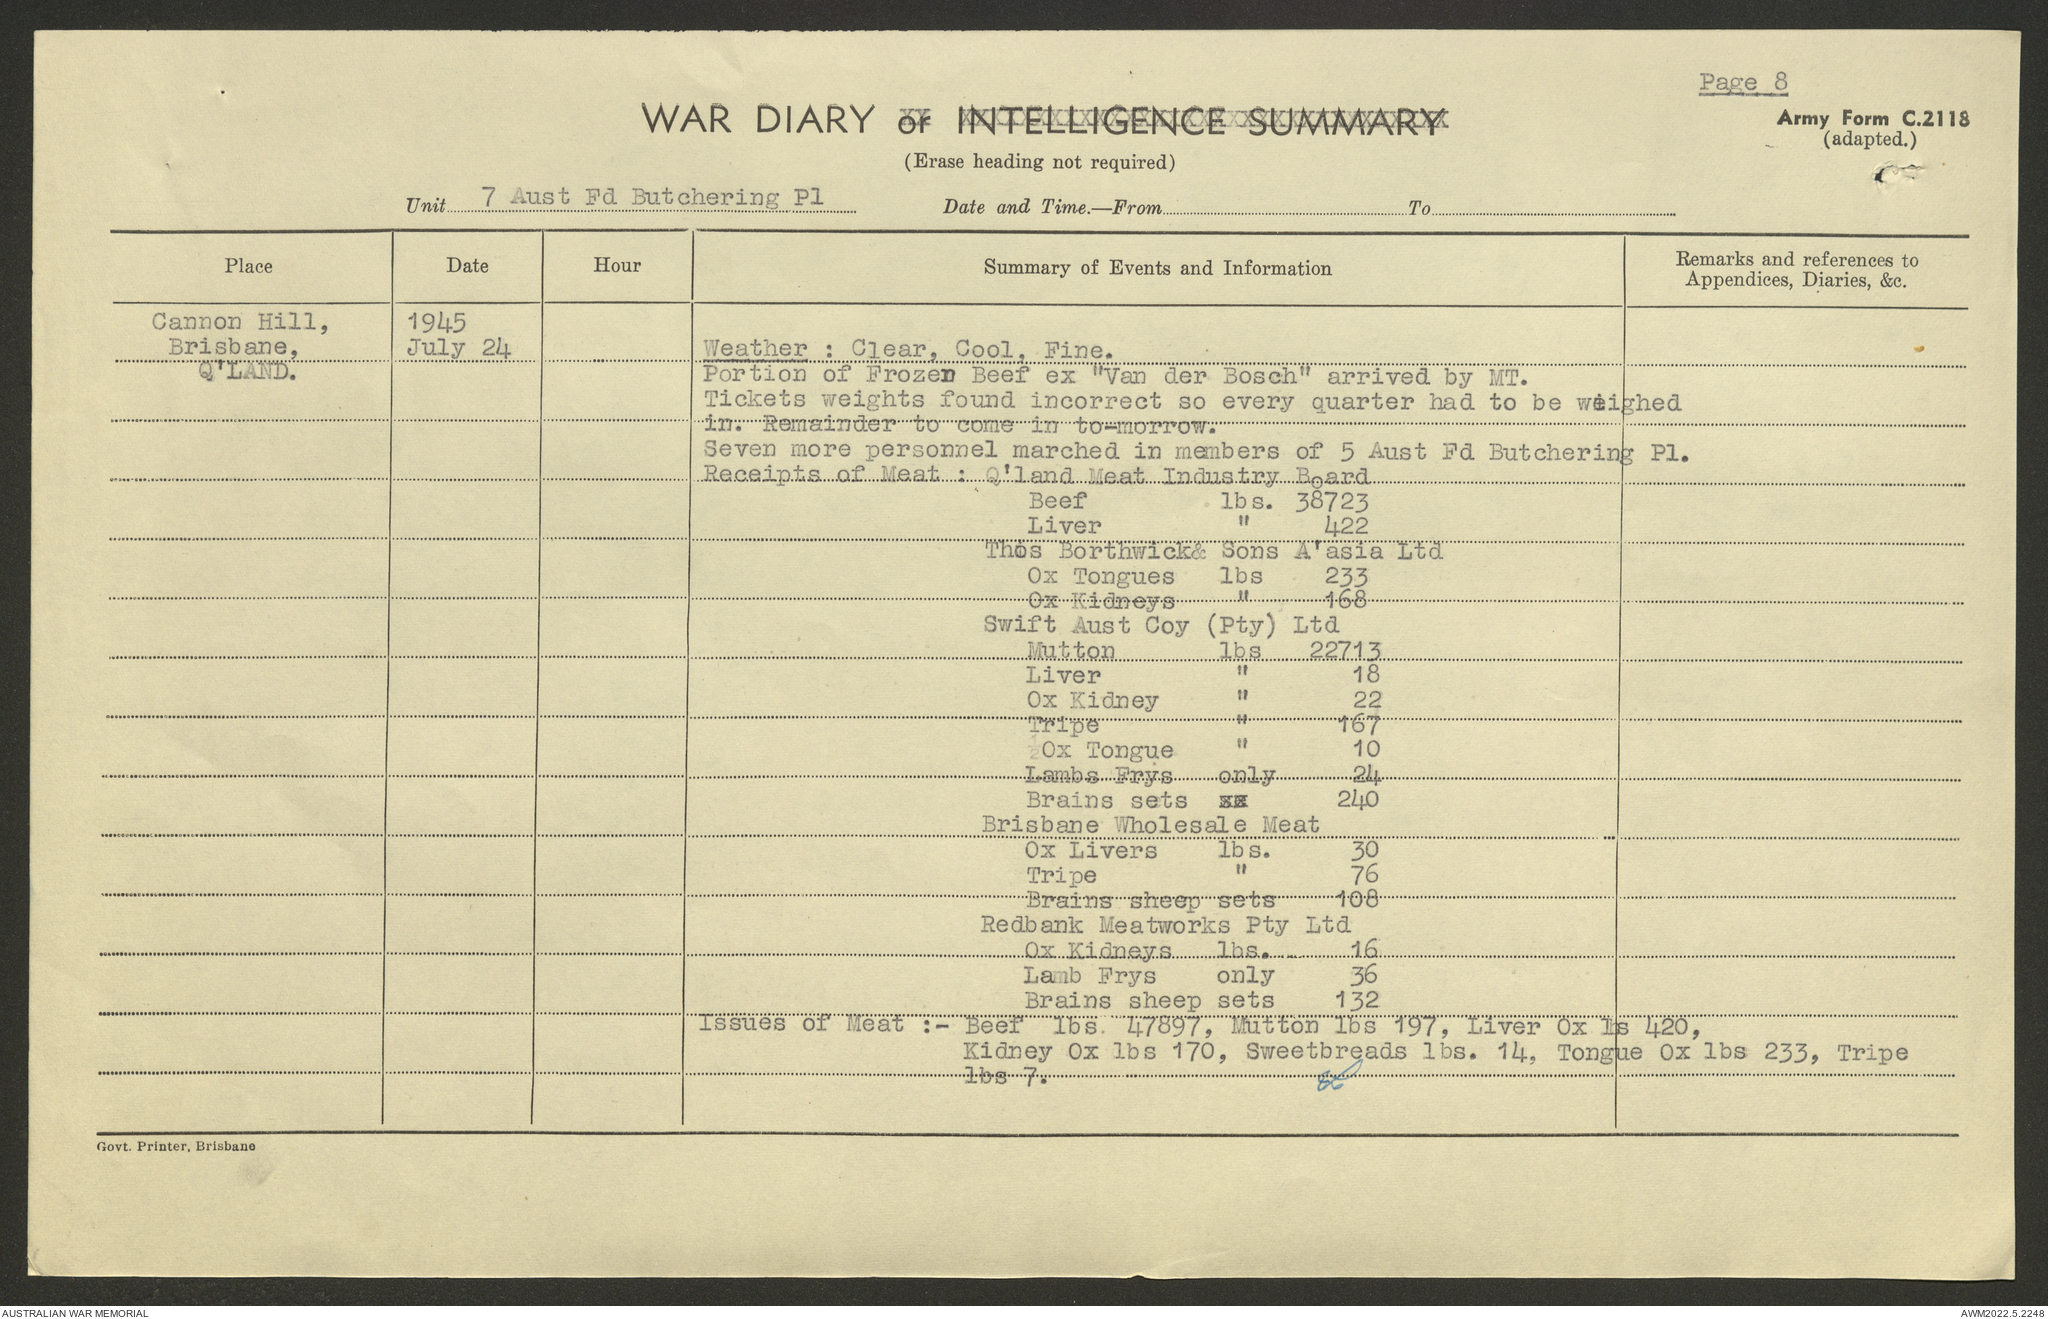 Page 8
WAR DIARY or INTELLIGENCE SUMMARY
Army Form C.2118
(adapted.)
(Erase heading not required)
Unit 7 Aust Fd Butchering Pl Date and Time.—From To
Place Date Hour Summary of Events and Information Remarks and references to
Appendices, Diaries, &c.
Cannon Hill, 1945
Brisbane, July 24 Weather : Clear, Cool, Fine.
Q'LAND. Portion of Frozen Beef ex "Van der Bosch" arrived by MT.
Tickets weights found incorrect so every quarter had to be weighed
in. Remainder to come in to-morrow.
Seven more personnel marched in members of 5 Aust Fd Butchering Pl.
Receipts of Meat : Q'land Meat Industry Board
Beef lbs. 38723
Liver " 422
Thos Borthwick& Sons A'asia Ltd
Ox Tongues lbs 233
Ox Kidneys " 168
Swift Aust Coy (Pty) Ltd
Mutton lbs 22713
Liver " 18
Ox Kidney " 22
Tripe " 167
Ox Tongue " 10
Lambs Frys only 24
Brains sets xx 240
Brisbane Wholesale Meat
Ox Livers lbs. 30
Tripe " 76
Brains sheep sets 108
Redbank Meatworks Pty Ltd
Ox Kidneys lbs. 16
Lamb Frys only 36
Brains sheep sets 132
Issues of Meat :- Beef lbs. 47897, Mutton lbs 197, Liver Ox lbs 420,
Kidney Ox lbs 170, Sweetbreads lbs. 14, Tongue Ox lbs 233, Tripe
lbs 7.
Govt. Printer, Brisbane
AUSTRALIAN WAR MEMORIAL AWM2022.5.2248